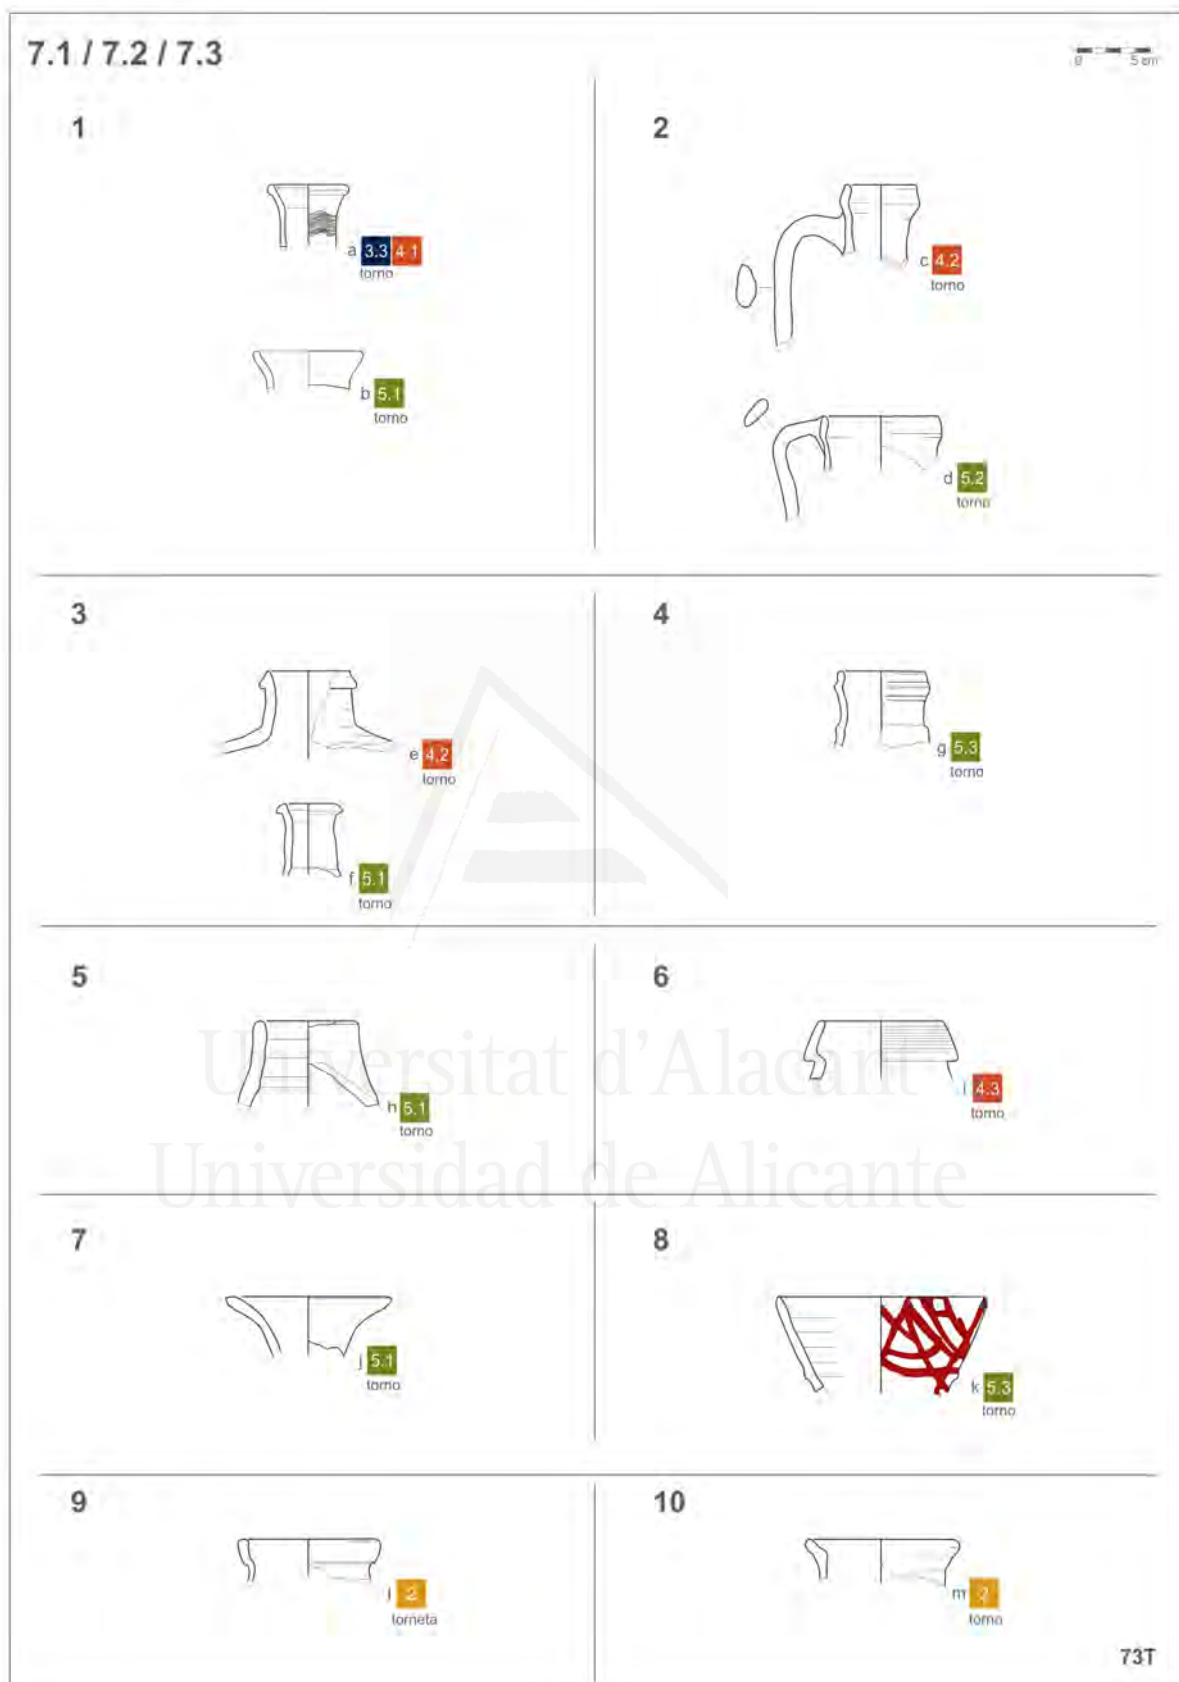 7.1 / 7.2 / 7.3
0 5 cm
1
a 3.3 4.1
torno
b 5.1
torno
2
c 4.2
torno
d 5.2
torno
3
e 4.2
torno
f 5.1
torno
4
g 5.3
torno
5
h 5.1
torno
6
i 4.3
torno
Universitat d'Alacant
Universidad de Alicante
7
j 5.1
torno
8
k 5.3
torno
9
l 2
torneta
10
m 2
torno
73T